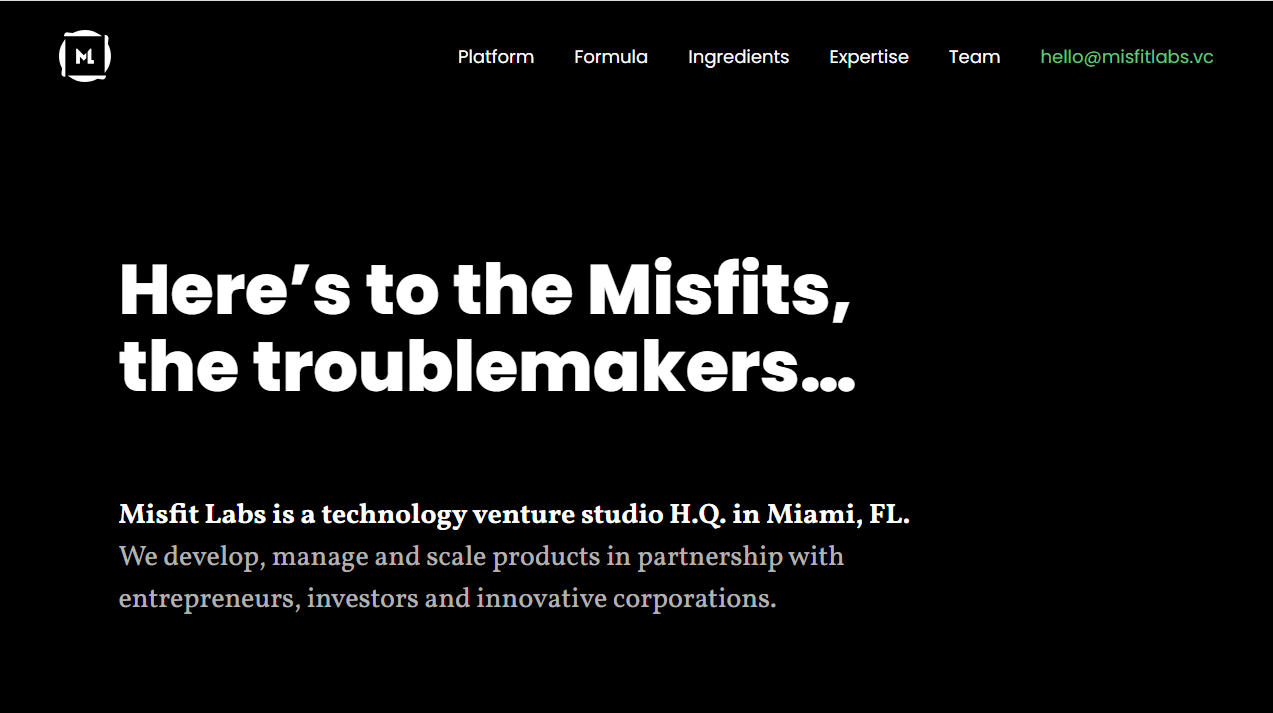 ML
Platform Formula Ingredients Expertise Team hello@misfitlabs.vc
Here’s to the Misfits,
the troublemakers…
Misfit Labs is a technology venture studio H.Q. in Miami, FL.
We develop, manage and scale products in partnership with
entrepreneurs, investors and innovative corporations.